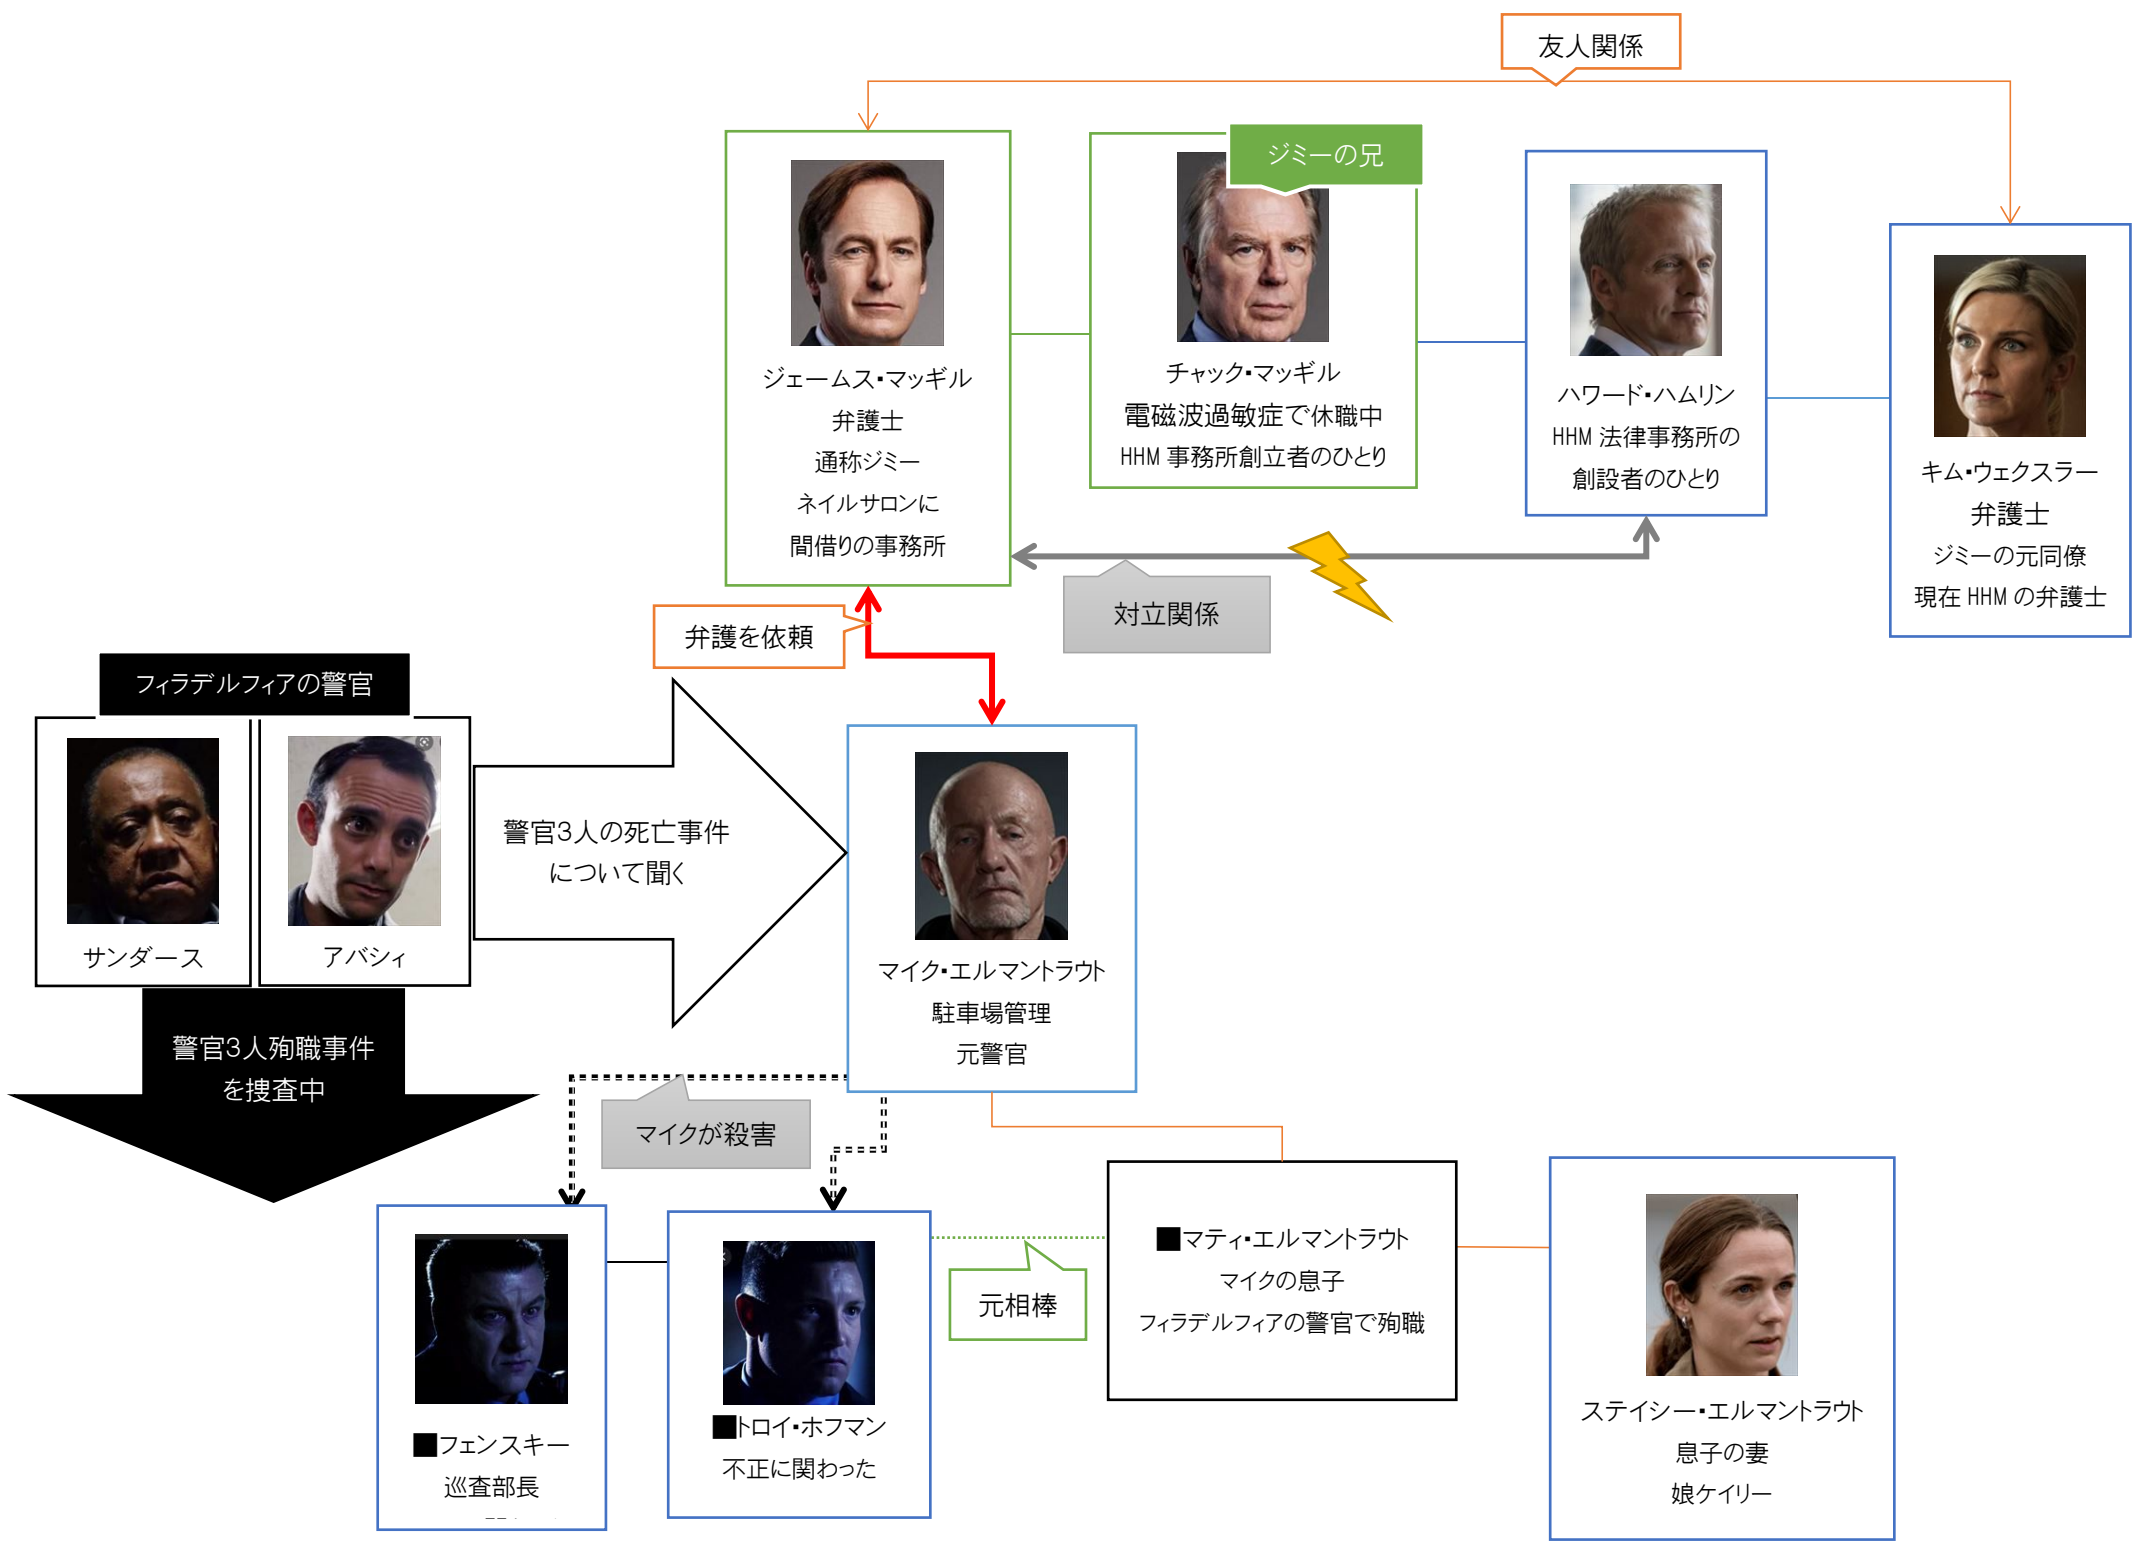 友人関係
ジェームス・マッギル
弁護士
通称ジミー
ネイルサロンに
間借りの事務所
ジミーの兄
チャック・マッギル
電磁波過敏症で休職中
HHM 事務所創立者のひとり
ハワード・ハムリン
HHM 法律事務所の
創設者のひとり
キム・ウェクスラー
弁護士
ジミーの元同僚
現在 HHM の弁護士
対立関係
弁護を依頼
フィラデルフィアの警官
サンダース
アバシィ
警官3人の死亡事件
について聞く
マイク・エルマントラウト
駐車場管理
元警官
警官3人殉職事件
を捜査中
マイクが殺害
■フェンスキー
巡査部長
■トロイ・ホフマン
不正に関わった
元相棒
■マティ・エルマントラウト
マイクの息子
フィラデルフィアの警官で殉職
ステイシー・エルマントラウト
息子の妻
娘ケイリー